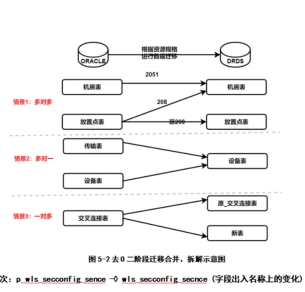 根据资源规格
进行数据迁移
ORACLE
DRDS
2051
机房表
机房表
情景1：多对多
208
放置点表
非208
放置点表
传输表
情景2：多对一
设备表
设备表
原_交叉连接表
情景3：一对多
交叉连接表
新表
图 5-2 去 O 二阶段迁移合并、拆解示意图
次：p_wls_secconfig_sence -》 wls_secconfig_secnce（字段出入名称上的变化）